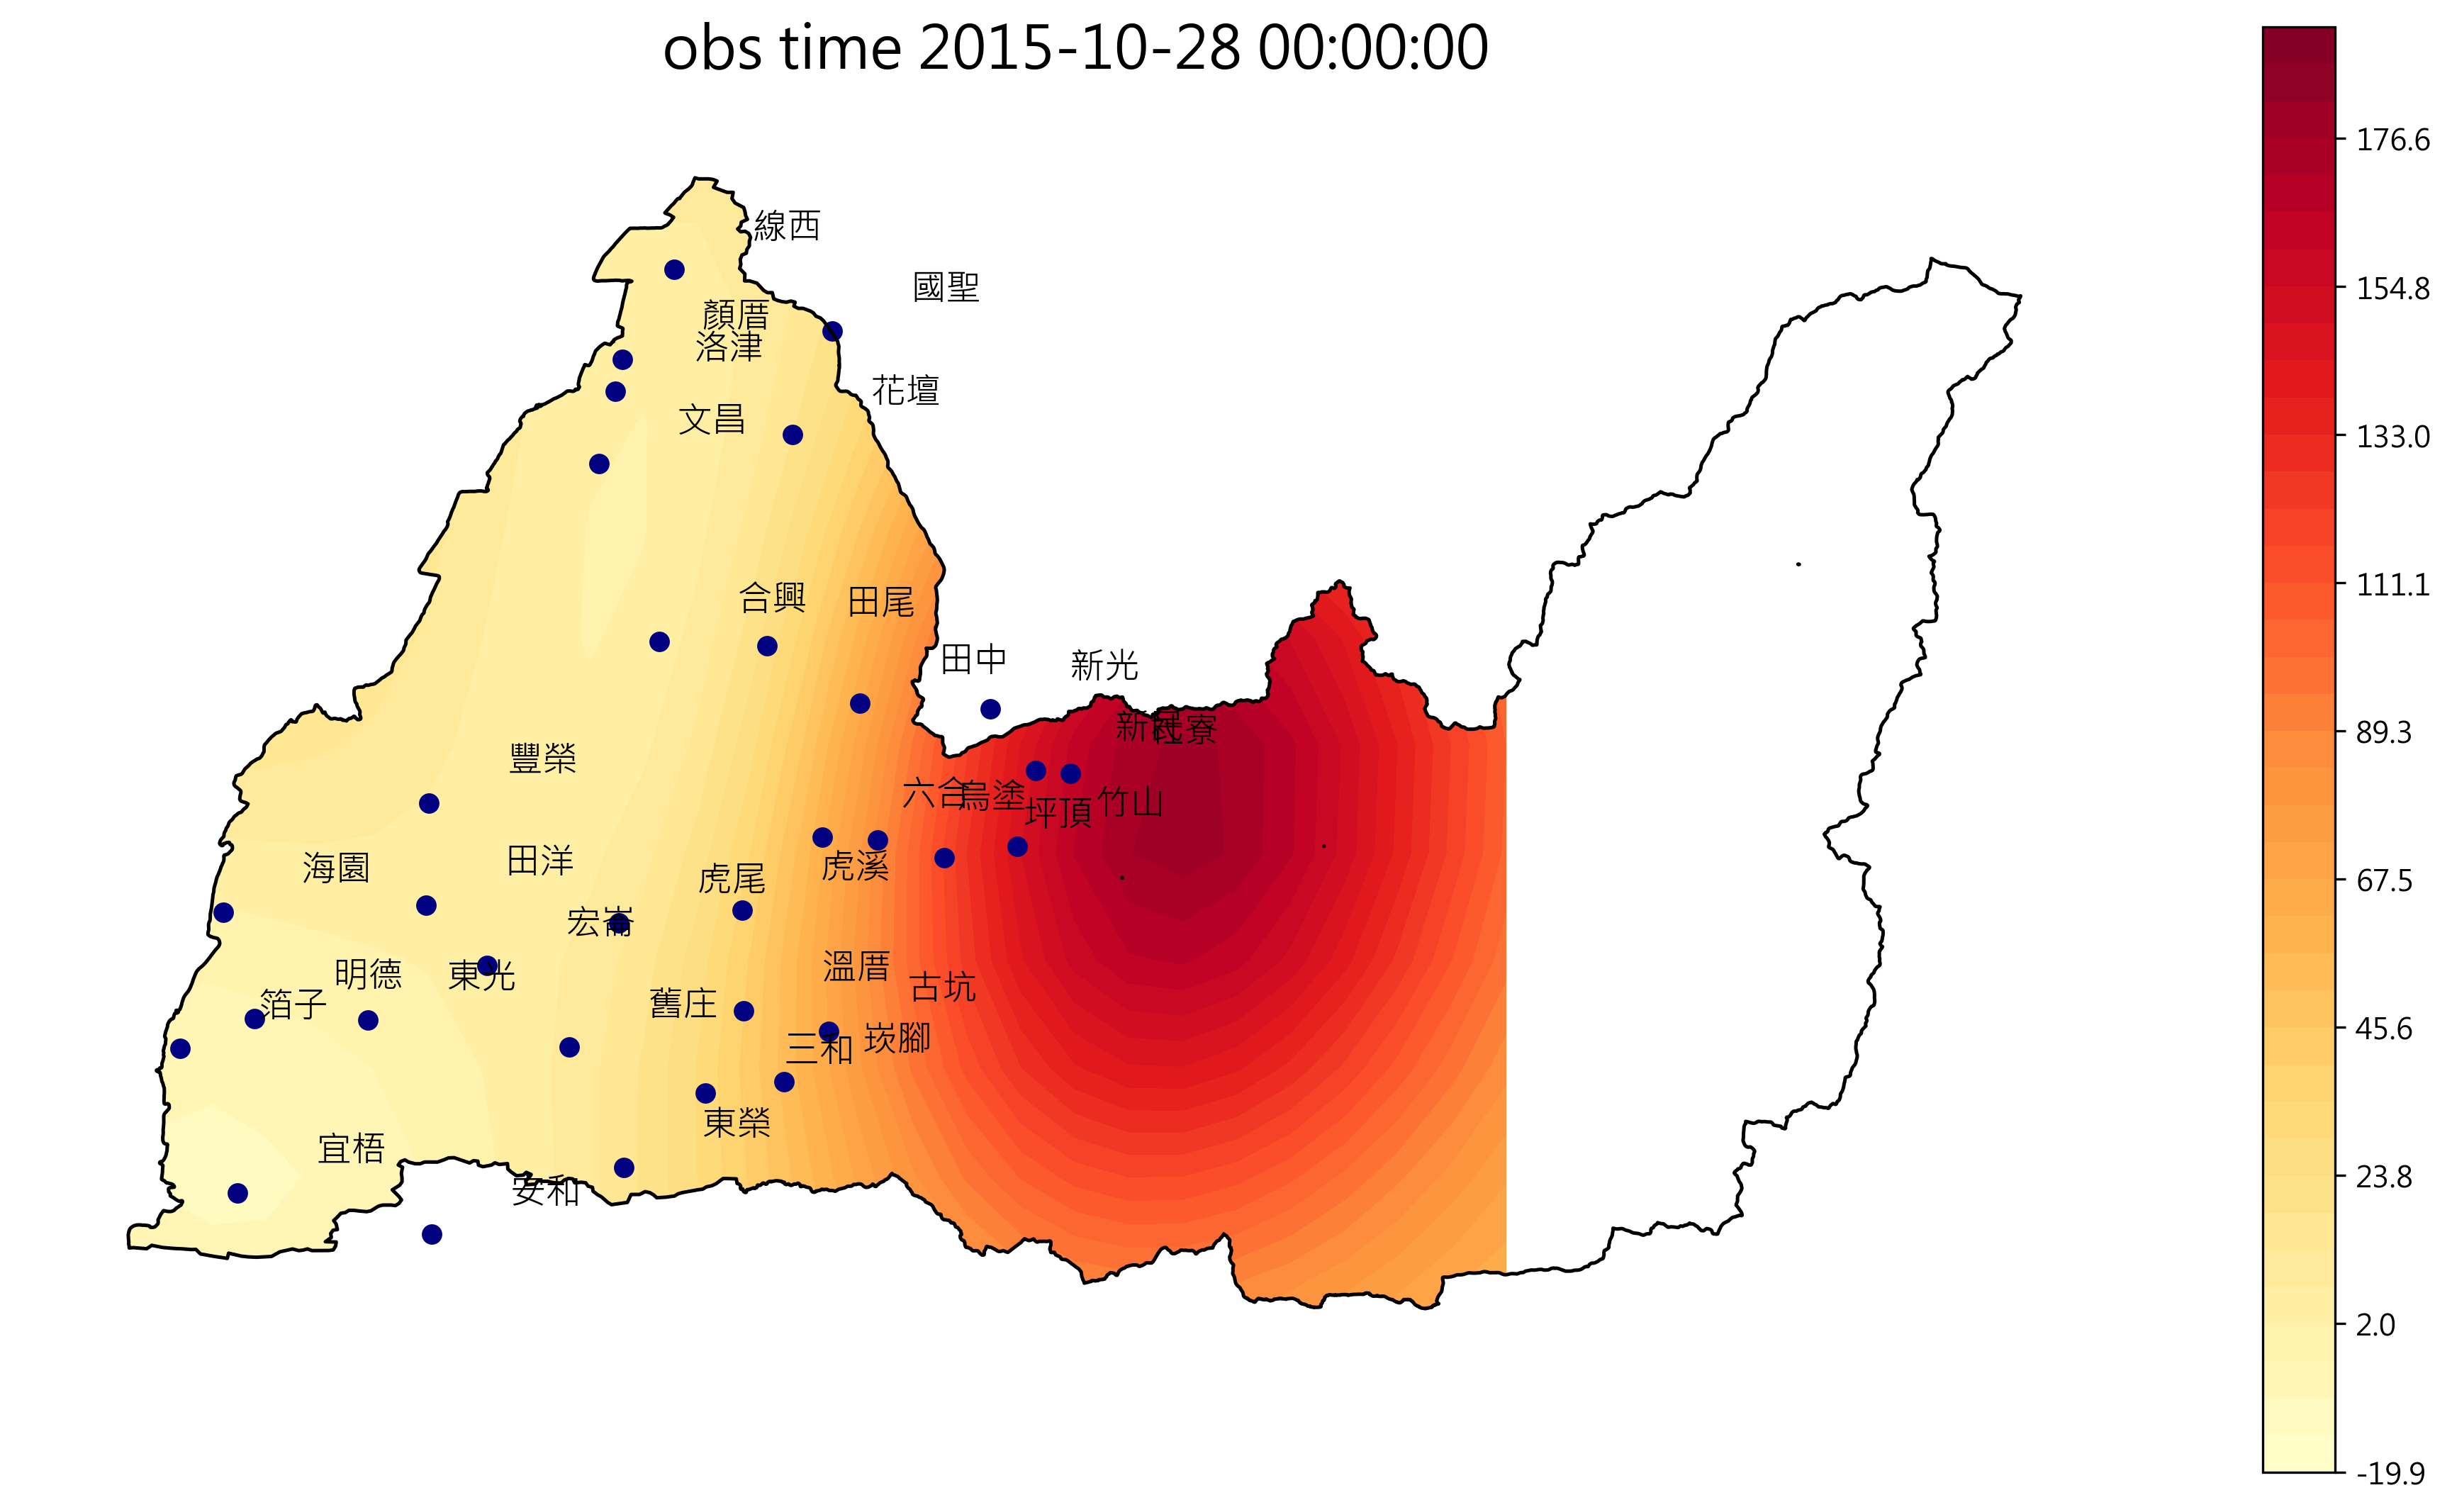 obs time 2015-10-28 00:00:00
線西
國聖
顏厝
洛津
花壇
文昌
合興
田尾
田中
新光
新民
社寮
豐榮
六合
烏塗
坪頂
竹山
海園
田洋
虎尾
虎溪
宏崙
明德
東光
溫厝
古坑
箔子
舊庄
三和
崁腳
東榮
宜梧
安和
176.6
154.8
133.0
111.1
89.3
67.5
45.6
23.8
2.0
-19.9